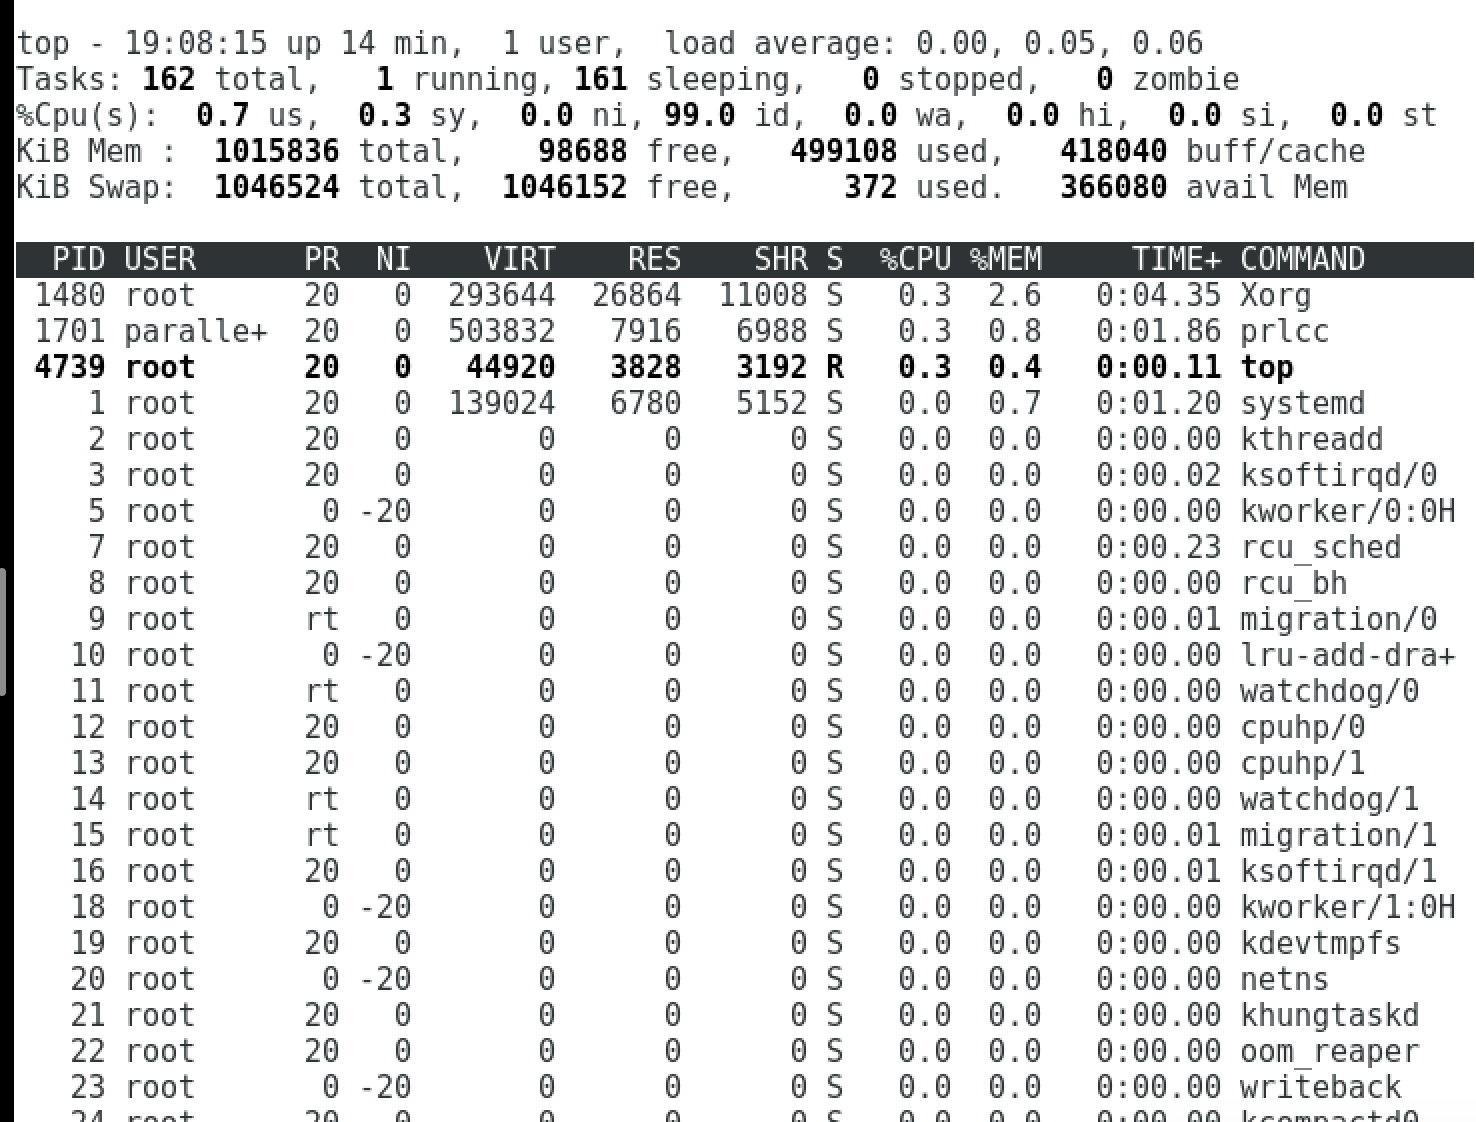 top - 19:08:15 up 14 min,  1 user,  load average: 0.00, 0.05, 0.06
Tasks: 162 total,   1 running, 161 sleeping,   0 stopped,   0 zombie
%Cpu(s):  0.7 us,  0.3 sy,  0.0 ni, 99.0 id,  0.0 wa,  0.0 hi,  0.0 si,  0.0 st
KiB Mem :  1015836 total,    98688 free,   499108 used,   418040 buff/cache
KiB Swap:  1046524 total,  1046152 free,      372 used.   366080 avail Mem
  PID USER      PR  NI    VIRT    RES    SHR S  %CPU %MEM     TIME+ COMMAND
 1480 root      20   0  293644  26864  11008 S   0.3  2.6   0:04.35 Xorg
 1701 paralle+  20   0  503832   7916   6988 S   0.3  0.8   0:01.86 prlcc
 4739 root      20   0   44920   3828   3192 R   0.3  0.4   0:00.11 top
    1 root      20   0  139024   6780   5152 S   0.0  0.7   0:01.20 systemd
    2 root      20   0       0      0      0 S   0.0  0.0   0:00.00 kthreadd
    3 root      20   0       0      0      0 S   0.0  0.0   0:00.02 ksoftirqd/0
    5 root       0 -20       0      0      0 S   0.0  0.0   0:00.00 kworker/0:0H
    7 root      20   0       0      0      0 S   0.0  0.0   0:00.23 rcu_sched
    8 root      20   0       0      0      0 S   0.0  0.0   0:00.00 rcu_bh
    9 root      rt   0       0      0      0 S   0.0  0.0   0:00.01 migration/0
   10 root       0 -20       0      0      0 S   0.0  0.0   0:00.00 lru-add-dra+
   11 root      rt   0       0      0      0 S   0.0  0.0   0:00.00 watchdog/0
   12 root      20   0       0      0      0 S   0.0  0.0   0:00.00 cpuhp/0
   13 root      20   0       0      0      0 S   0.0  0.0   0:00.00 cpuhp/1
   14 root      rt   0       0      0      0 S   0.0  0.0   0:00.00 watchdog/1
   15 root      rt   0       0      0      0 S   0.0  0.0   0:00.01 migration/1
   16 root      20   0       0      0      0 S   0.0  0.0   0:00.01 ksoftirqd/1
   18 root       0 -20       0      0      0 S   0.0  0.0   0:00.00 kworker/1:0H
   19 root      20   0       0      0      0 S   0.0  0.0   0:00.00 kdevtmpfs
   20 root       0 -20       0      0      0 S   0.0  0.0   0:00.00 netns
   21 root      20   0       0      0      0 S   0.0  0.0   0:00.00 khungtaskd
   22 root      20   0       0      0      0 S   0.0  0.0   0:00.00 oom_reaper
   23 root       0 -20       0      0      0 S   0.0  0.0   0:00.00 writeback
   24 root      20   0       0      0      0 S   0.0  0.0   0:00.00 kcompactd0